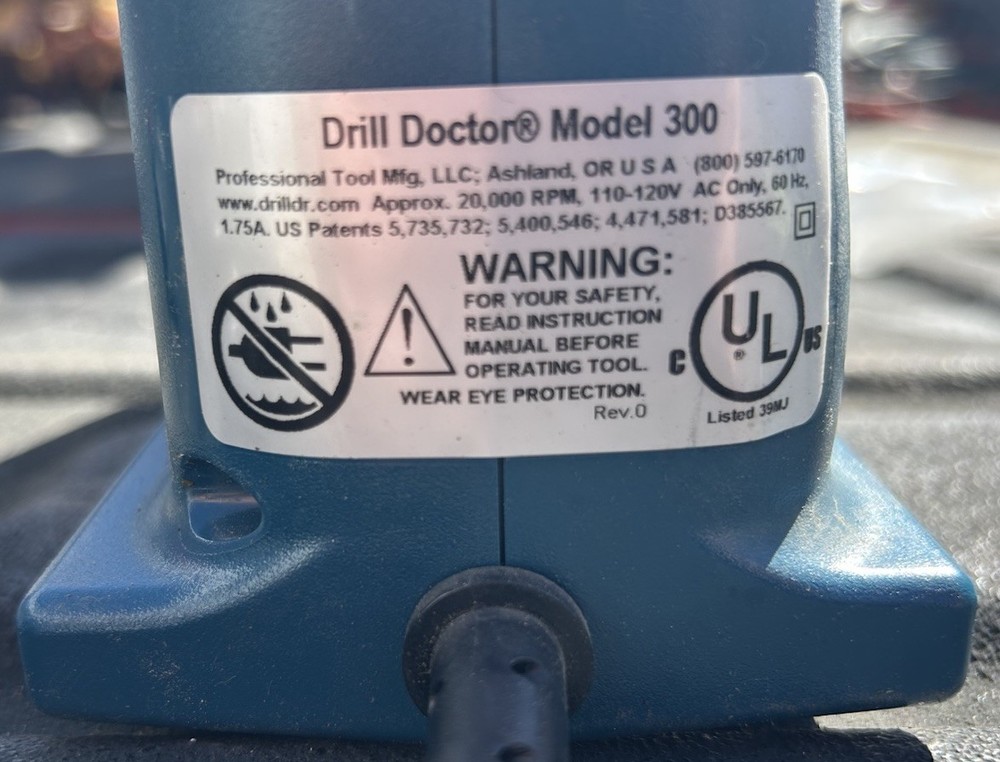 Drill Doctor® Model 300
Professional Tool Mfg, LLC; Ashland, OR U S A (800) 597-6170
www.drilldr.com Approx. 20,000 RPM, 110-120V AC Only, 60 Hz,
1.75A. US Patents 5,735,732; 5,400,546; 4,471,581; D385567.
WARNING:
FOR YOUR SAFETY,
READ INSTRUCTION
MANUAL BEFORE
OPERATING TOOL.
WEAR EYE PROTECTION.
Rev.0
C UL® US
Listed 39MJ